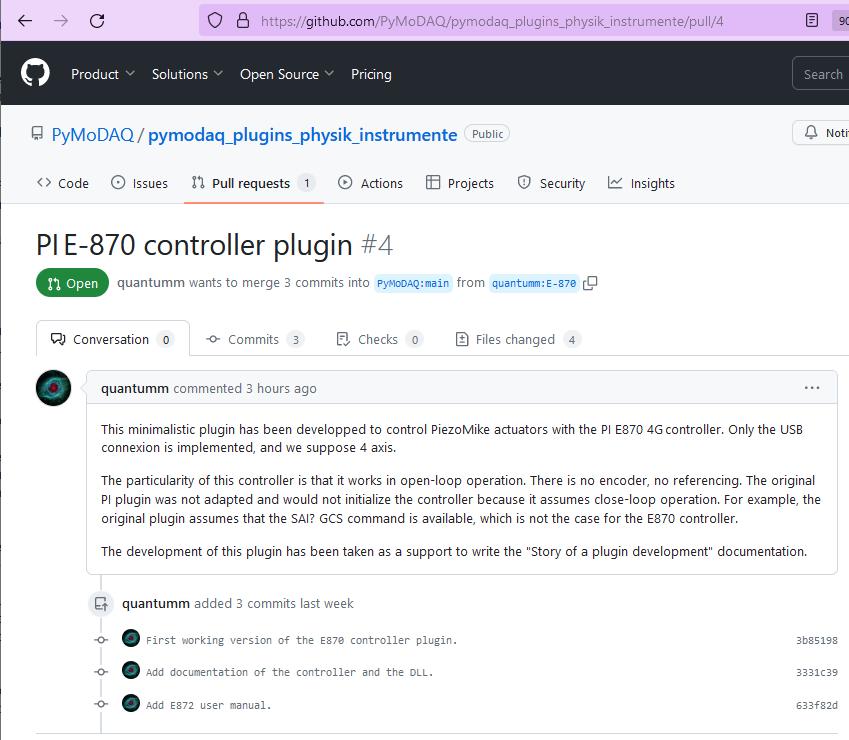 https://github.com/PyMoDAQ/pymodaq_plugins_physik_instrumente/pull/4
90
Product
Solutions
Open Source
Pricing
Search
PyMoDAQ / pymodaq_plugins_physik_instrumente
Public
Noti
Code
Issues
Pull requests 1
Actions
Projects
Security
Insights
PI E-870 controller plugin #4
Open
quantumm wants to merge 3 commits into PyMoDAQ:main from quantumm:E-870
Conversation 0
Commits 3
Checks 0
Files changed 4
quantumm commented 3 hours ago
This minimalistic plugin has been developped to control PiezoMike actuators with the PI E870 4G controller. Only the USB
connexion is implemented, and we suppose 4 axis.
The particularity of this controller is that it works in open-loop operation. There is no encoder, no referencing. The original
PI plugin was not adapted and would not initialize the controller because it assumes close-loop operation. For example, the
original plugin assumes that the SAI? GCS command is available, which is not the case for the E870 controller.
The development of this plugin has been taken as a support to write the "Story of a plugin development" documentation.
quantumm added 3 commits last week
First working version of the E870 controller plugin. 3b85198
Add documentation of the controller and the DLL. 3331c39
Add E872 user manual. 633f82d